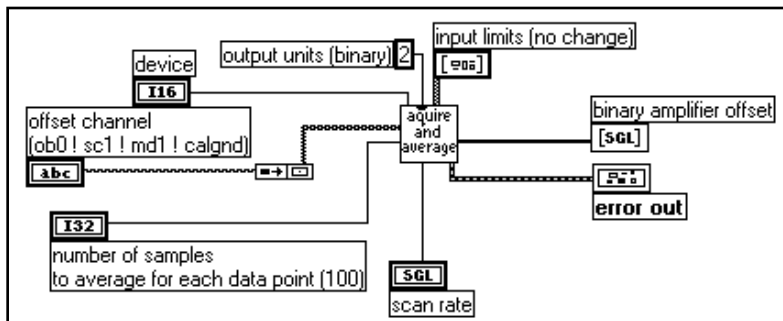 output units (binary) 2
input limits (no change)
device
I16
offset channel
(ob0 ! sc1 ! md1 ! calgnd)
abc
aquire
and
average
binary amplifier offset
[SGL]
error out
I32
number of samples
to average for each data point (100)
SGL
scan rate